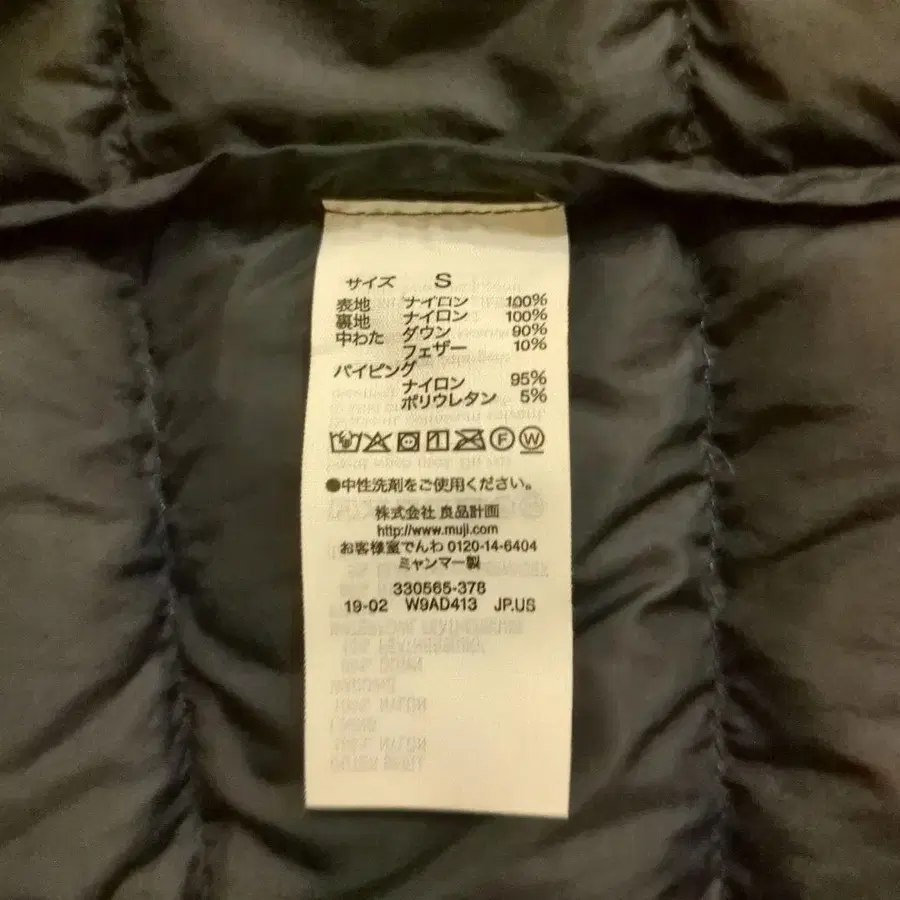 サイズ S
表地 ナイロン 100%
裏地 ナイロン 100%
中わた ダウン 90%
フェザー 10%
パイピング
ナイロン 95%
ポリウレタン 5%
F W
●中性洗剤をご使用ください。
株式会社 良品計画
http://www.muji.com
お客様室でんわ 0120-14-6404
ミャンマー製
330565-378
19-02 W9AD413 JP.US